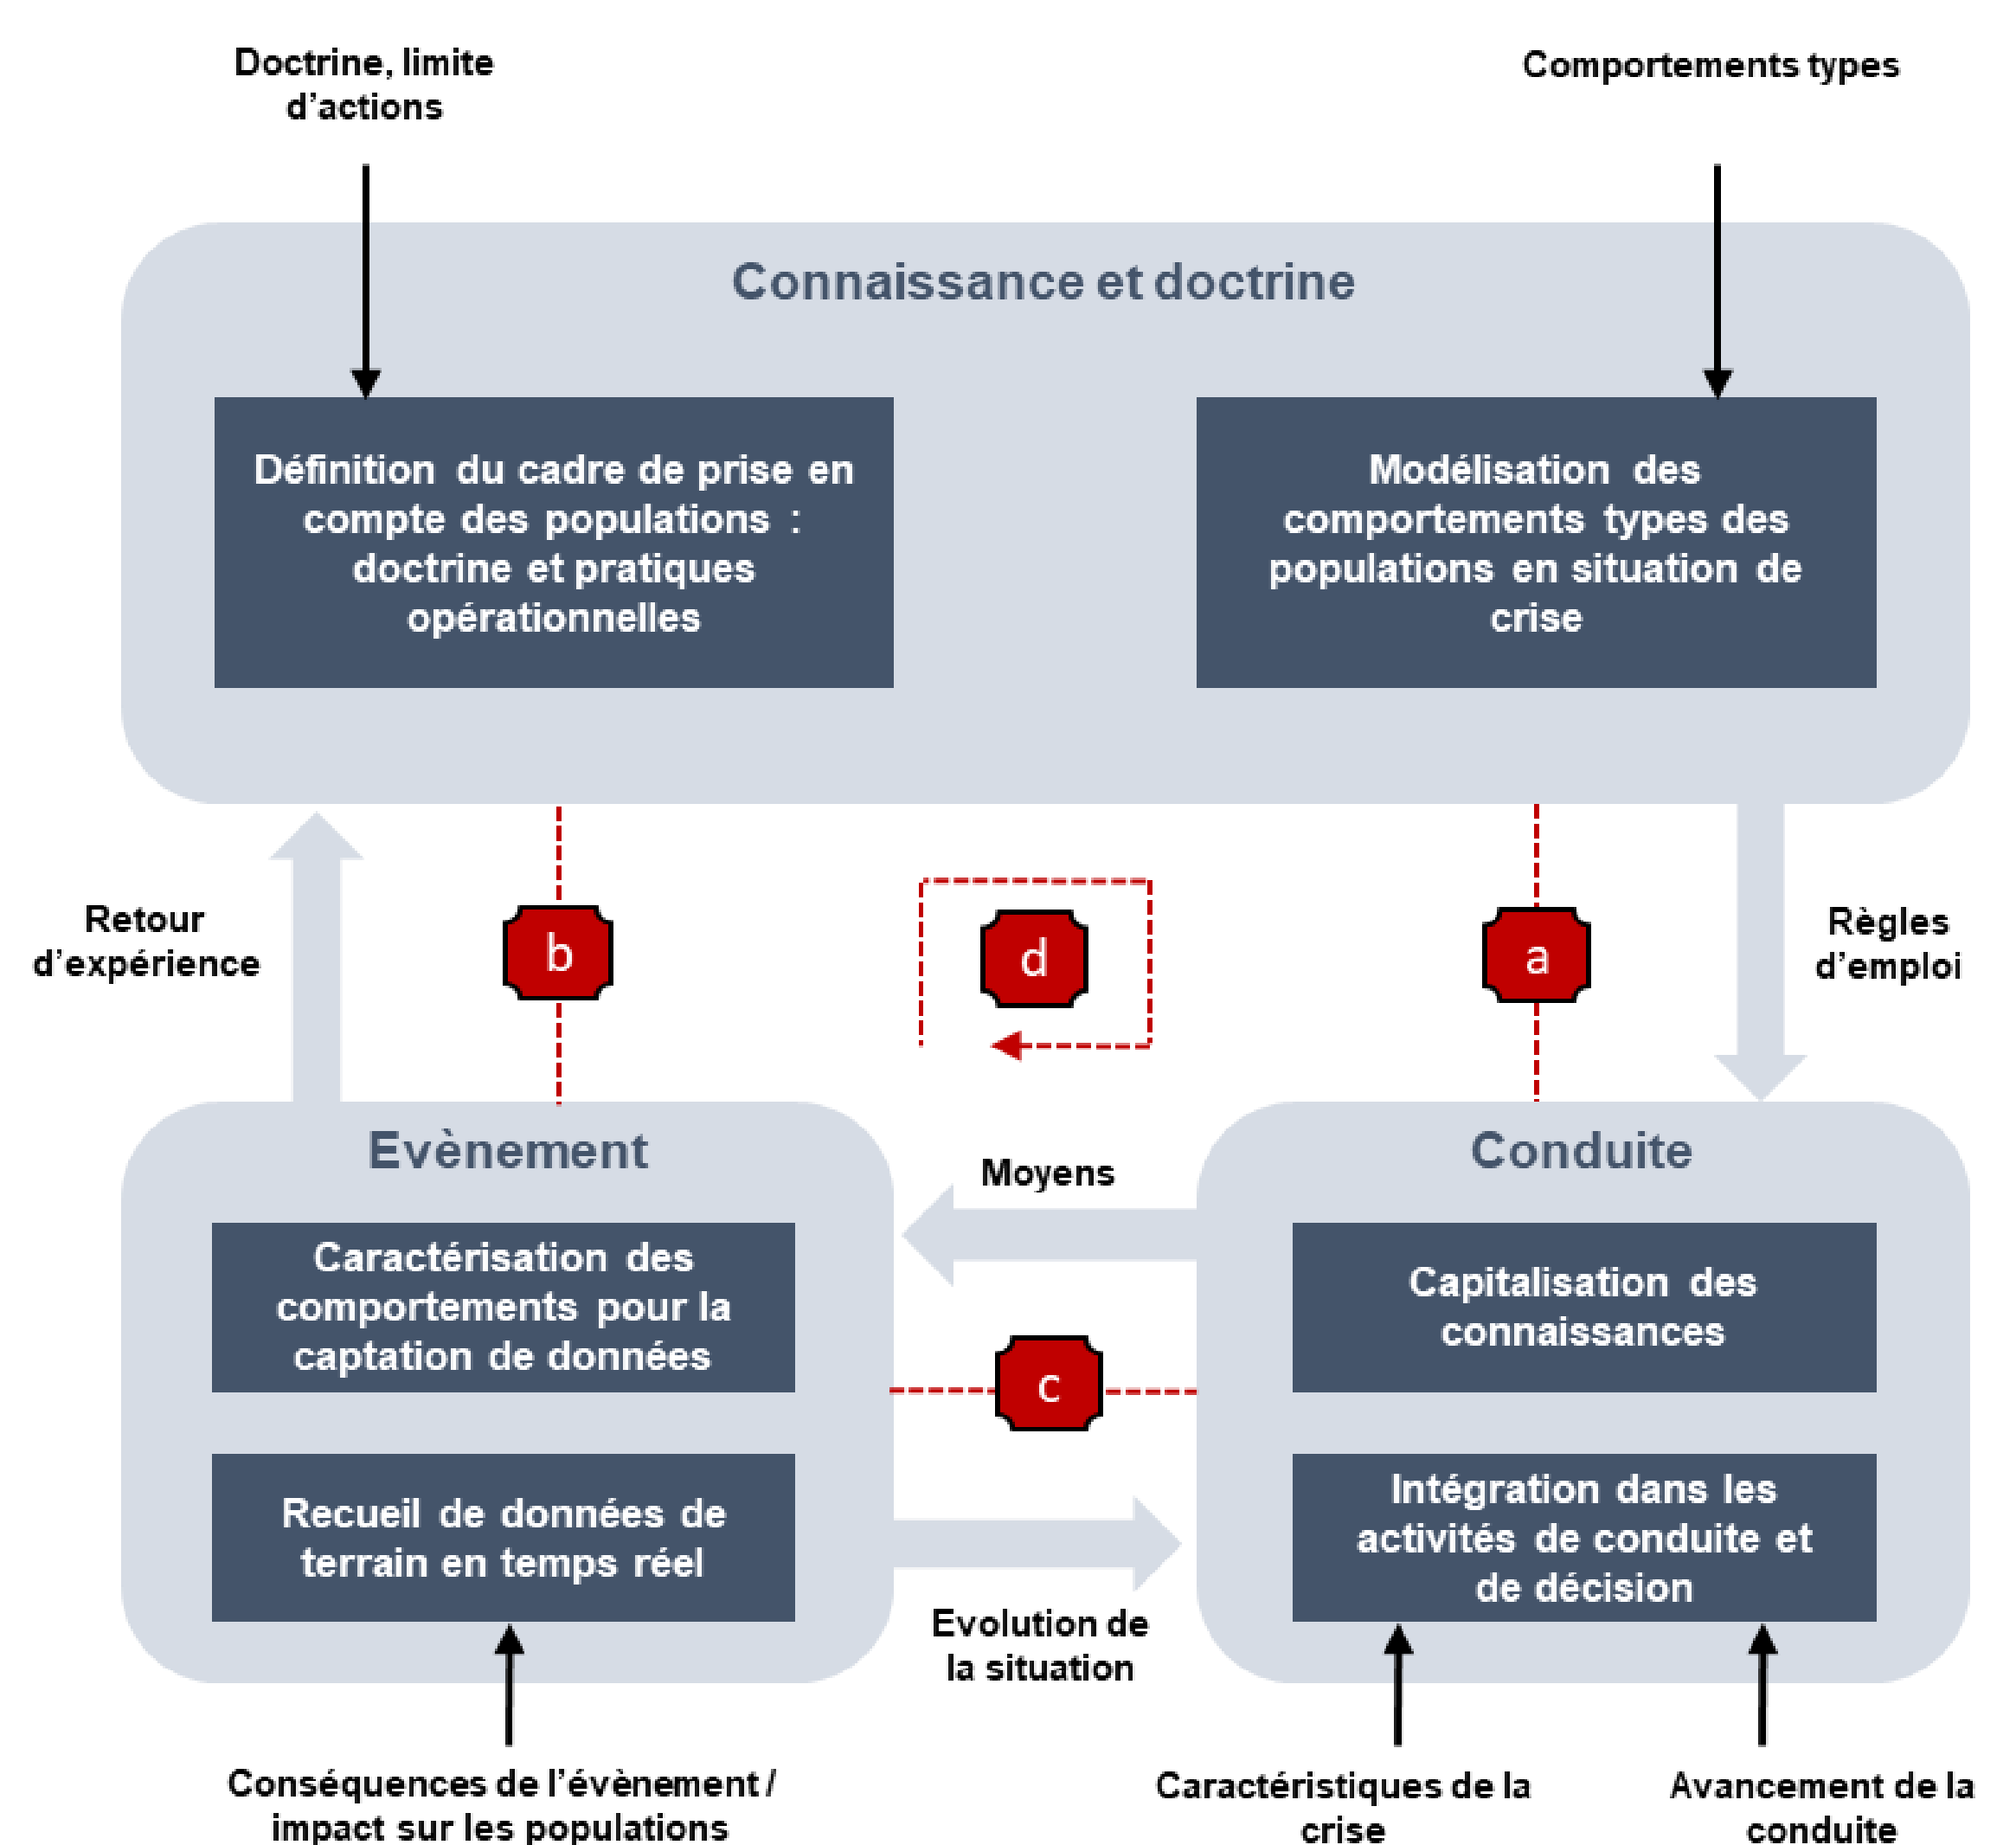 Doctrine, limite
d'actions
Comportements types
Connaissance et doctrine
Définition du cadre de prise en
compte des populations :
doctrine et pratiques
opérationnelles
Modélisation des
comportements types des
populations en situation de
crise
Retour
d'expérience
b
d
a
Règles
d'emploi
Evènement
Caractérisation des
comportements pour la
captation de données
Recueil de données de
terrain en temps réel
Moyens
c
Evolution de
la situation
Conduite
Capitalisation des
connaissances
Intégration dans les
activités de conduite et
de décision
Conséquences de l'évènement /
impact sur les populations
Caractéristiques de la
crise
Avancement de la
conduite